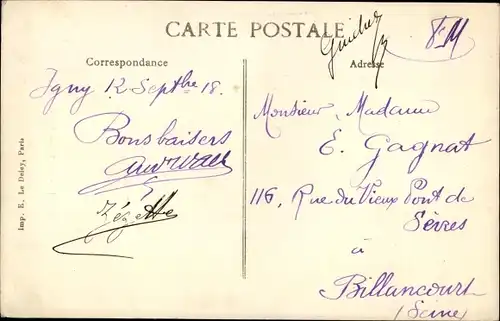 CARTE POSTALE
F.M
Correspondance
Adresse
Igny 12 Septbre 18.
Bons baisers
Zézette
Monsieur, Madame
E. Gagnat
116, Rue du Vieux Pont de
Sèvres
à
Billancourt
(Seine)
Imp. E. Le Deley, Paris